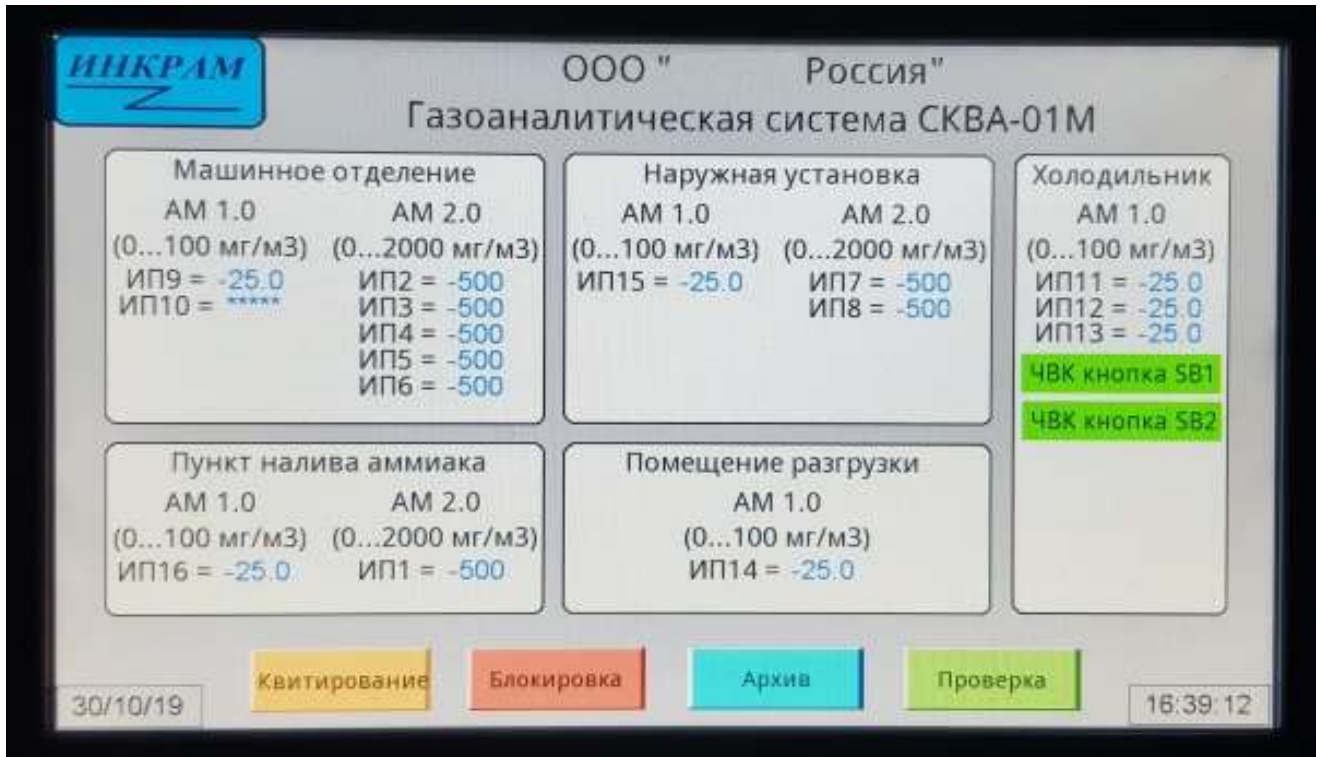 ИНКРАМ
ООО " Россия"
Газоаналитическая система СКВА-01М
Машинное отделение
АМ 1.0 АМ 2.0
(0...100 мг/м3) (0...2000 мг/м3)
ИП9 = -25.0 ИП2 = -500
ИП10 = ***** ИП3 = -500
ИП4 = -500
ИП5 = -500
ИП6 = -500
Наружная установка
АМ 1.0 АМ 2.0
(0...100 мг/м3) (0...2000 мг/м3)
ИП15 = -25.0 ИП7 = -500
ИП8 = -500
Холодильник
АМ 1.0
(0...100 мг/м3)
ИП11 = -25.0
ИП12 = -25.0
ИП13 = -25.0
ЧВК кнопка SB1
ЧВК кнопка SB2
Пункт налива аммиака
АМ 1.0 АМ 2.0
(0...100 мг/м3) (0...2000 мг/м3)
ИП16 = -25.0 ИП1 = -500
Помещение разгрузки
АМ 1.0
(0...100 мг/м3)
ИП14 = -25.0
Квитирование Блокировка Архив Проверка
30/10/19 16:39:12